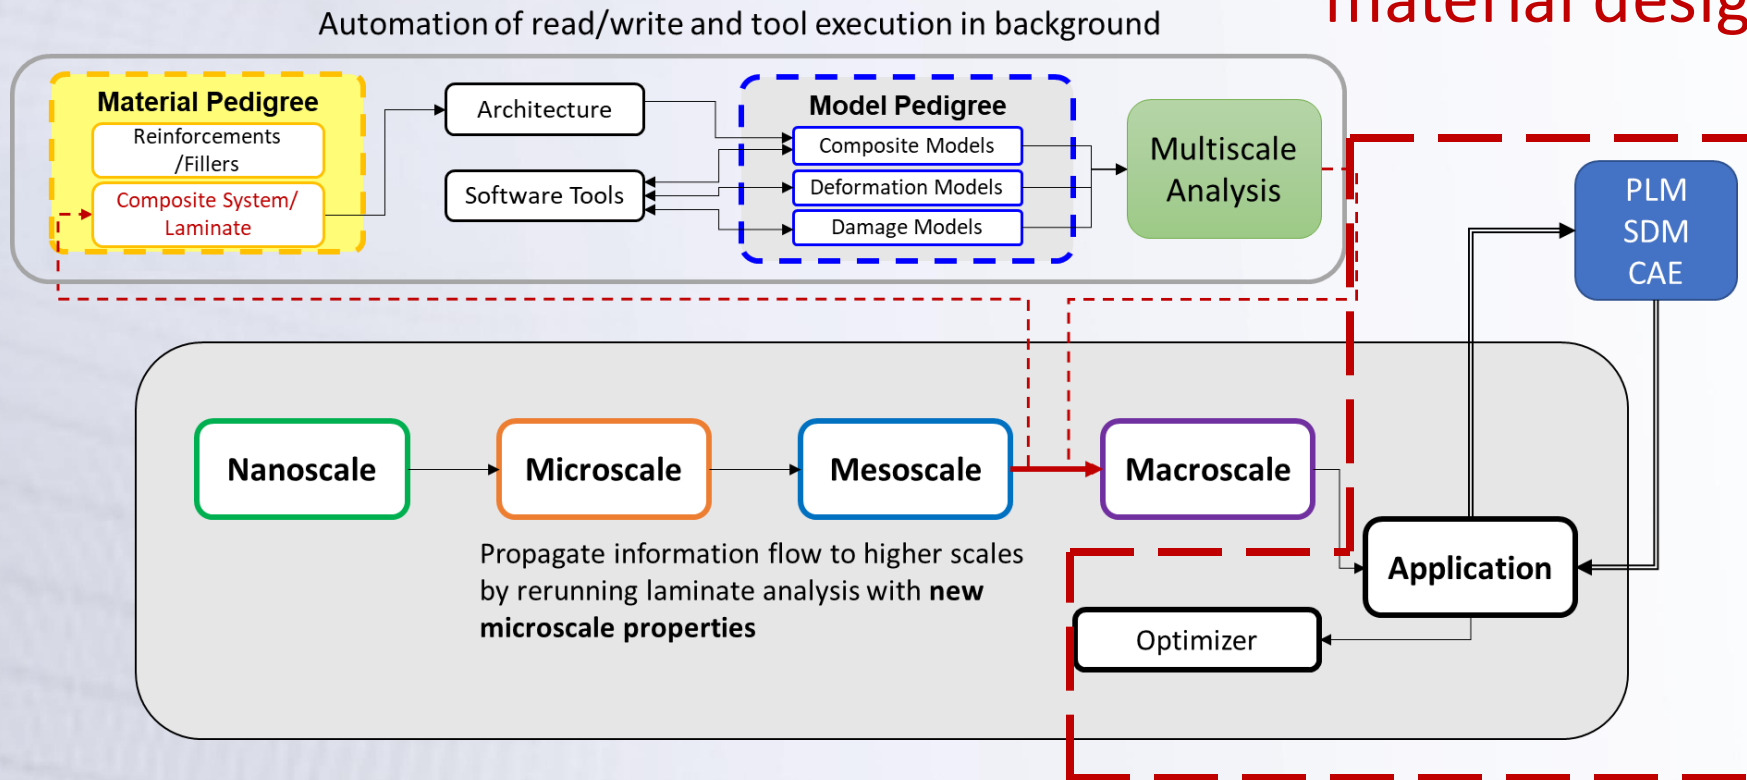 Automation of read/write and tool execution in background
material desig
Material Pedigree
Reinforcements
/Fillers
Composite System/
Laminate
Architecture
Software Tools
Model Pedigree
Composite Models
Deformation Models
Damage Models
Multiscale
Analysis
PLM
SDM
CAE
Nanoscale
Microscale
Mesoscale
Macroscale
Propagate information flow to higher scales
by rerunning laminate analysis with new
microscale properties
Application
Optimizer